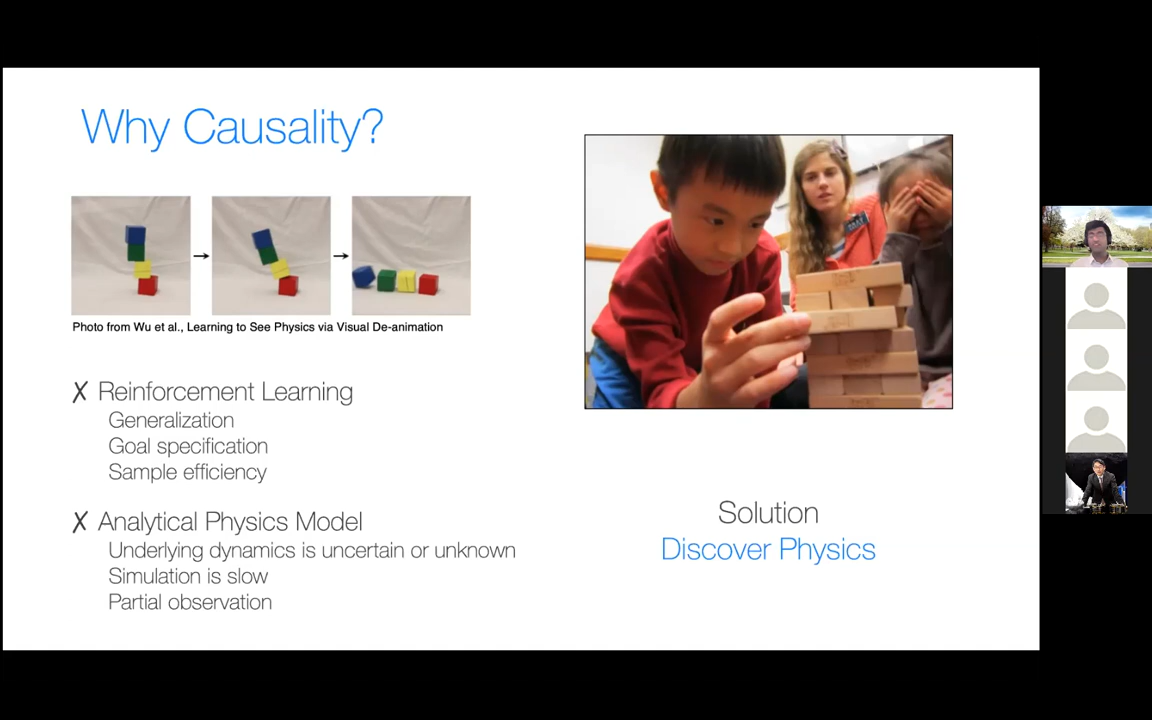 Why Causality?
Photo from Wu et al., Learning to See Physics via Visual De-animation
✗ Reinforcement Learning
Generalization
Goal specification
Sample efficiency
✗ Analytical Physics Model
Underlying dynamics is uncertain or unknown
Simulation is slow
Partial observation
Solution
Discover Physics